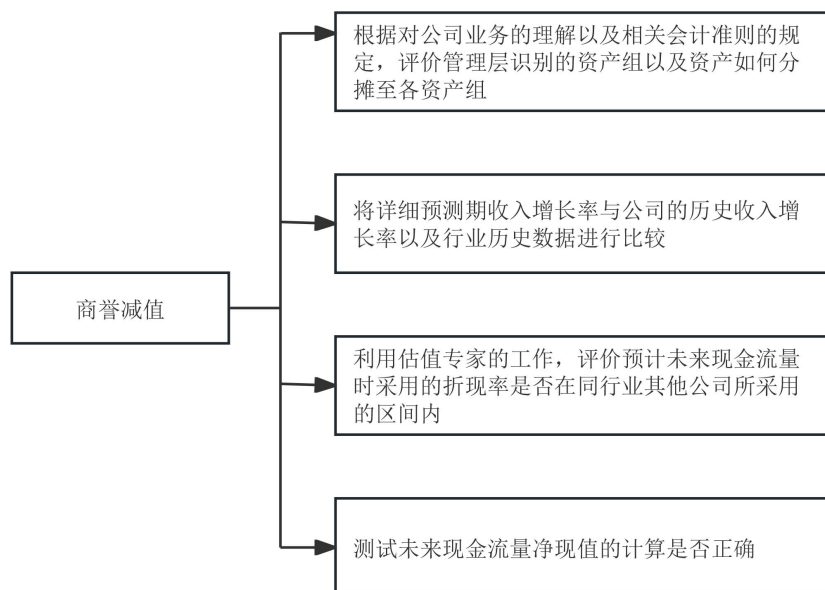 根据对公司业务的理解以及相关会计准则的规
定，评价管理层识别的资产组以及资产如何分
摊至各资产组
将详细预测期收入增长率与公司的历史收入增
长率以及行业历史数据进行比较
商誉减值
利用估值专家的工作，评价预计未来现金流量
时采用的折现率是否在同行业其他公司所采用
的区间内
测试未来现金流量净现值的计算是否正确